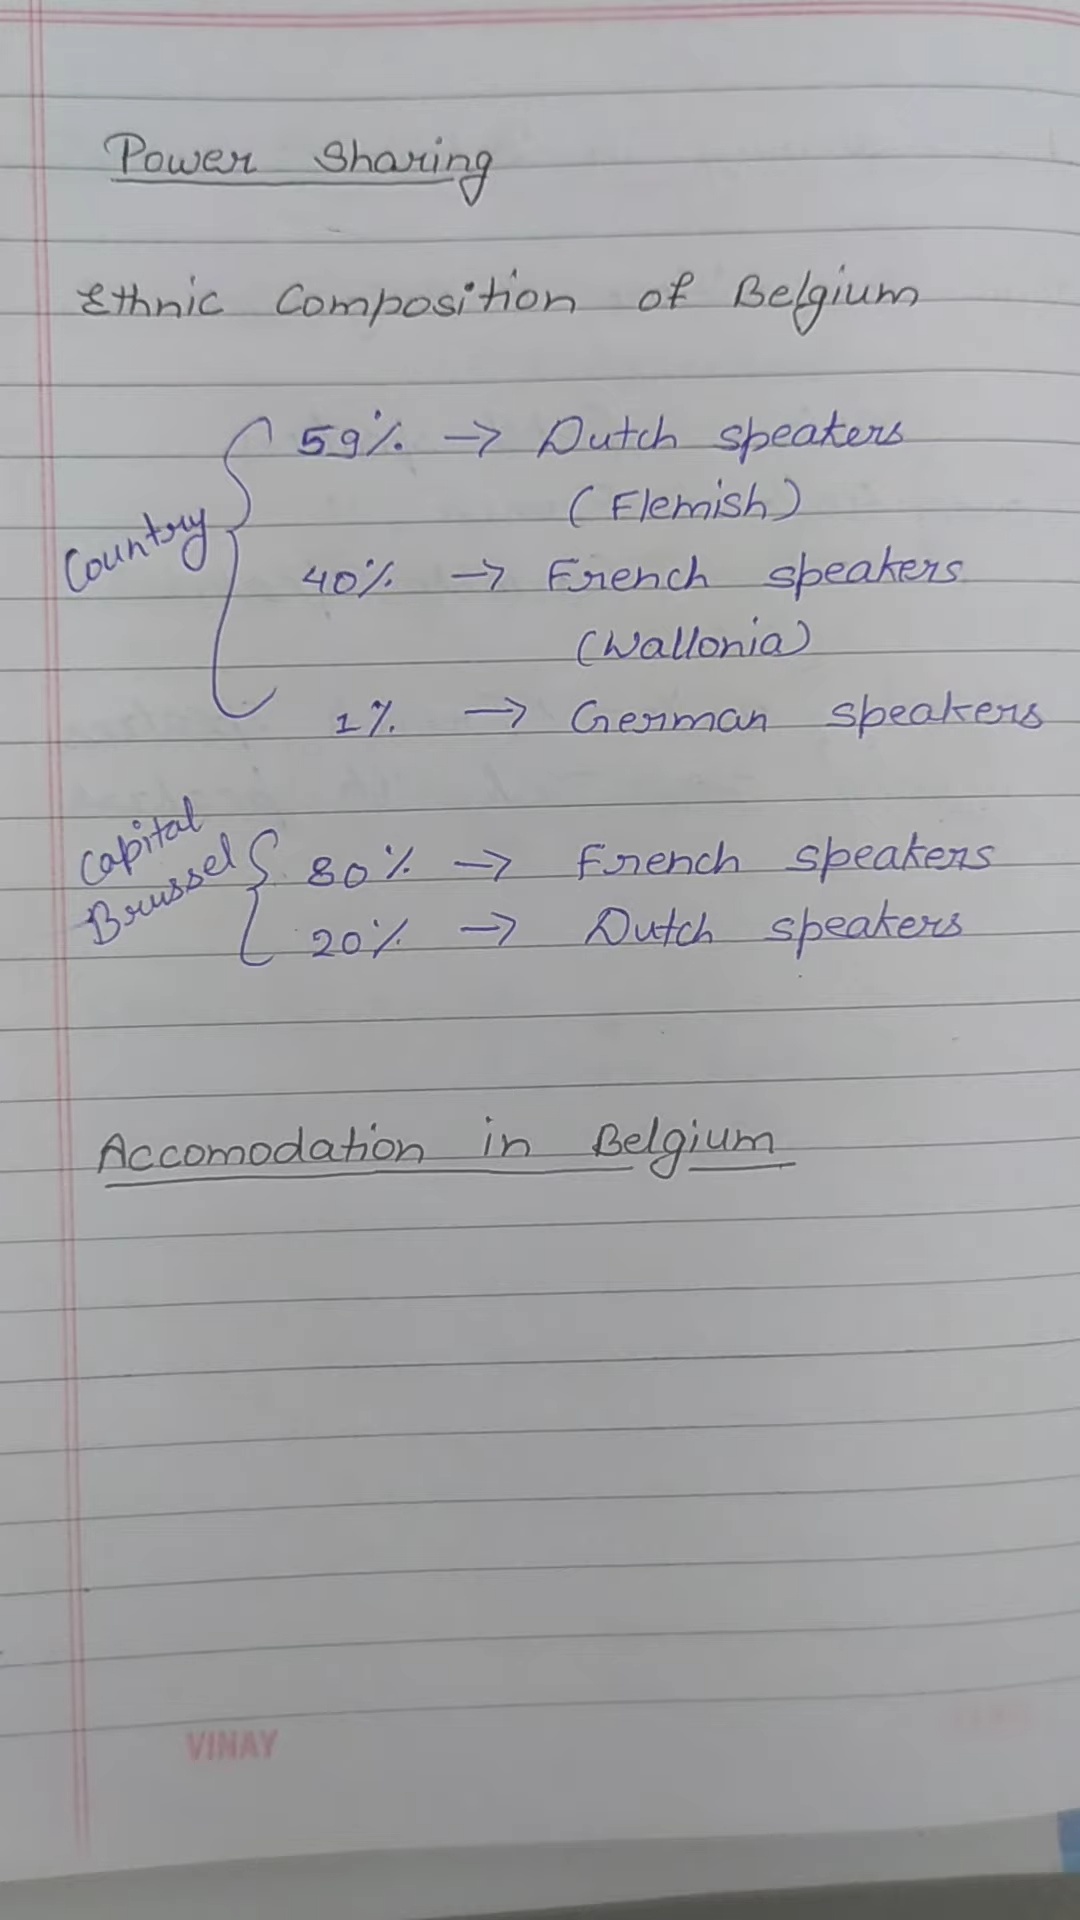 Power Sharing
Ethnic Composition of Belgium
Country
59% → Dutch speakers
(Flemish)
40% → French speakers
(Wallonia)
1% → German speakers
Capital
Brussel
80% → French speakers
20% → Dutch speakers
Accomodation in Belgium
VINAY